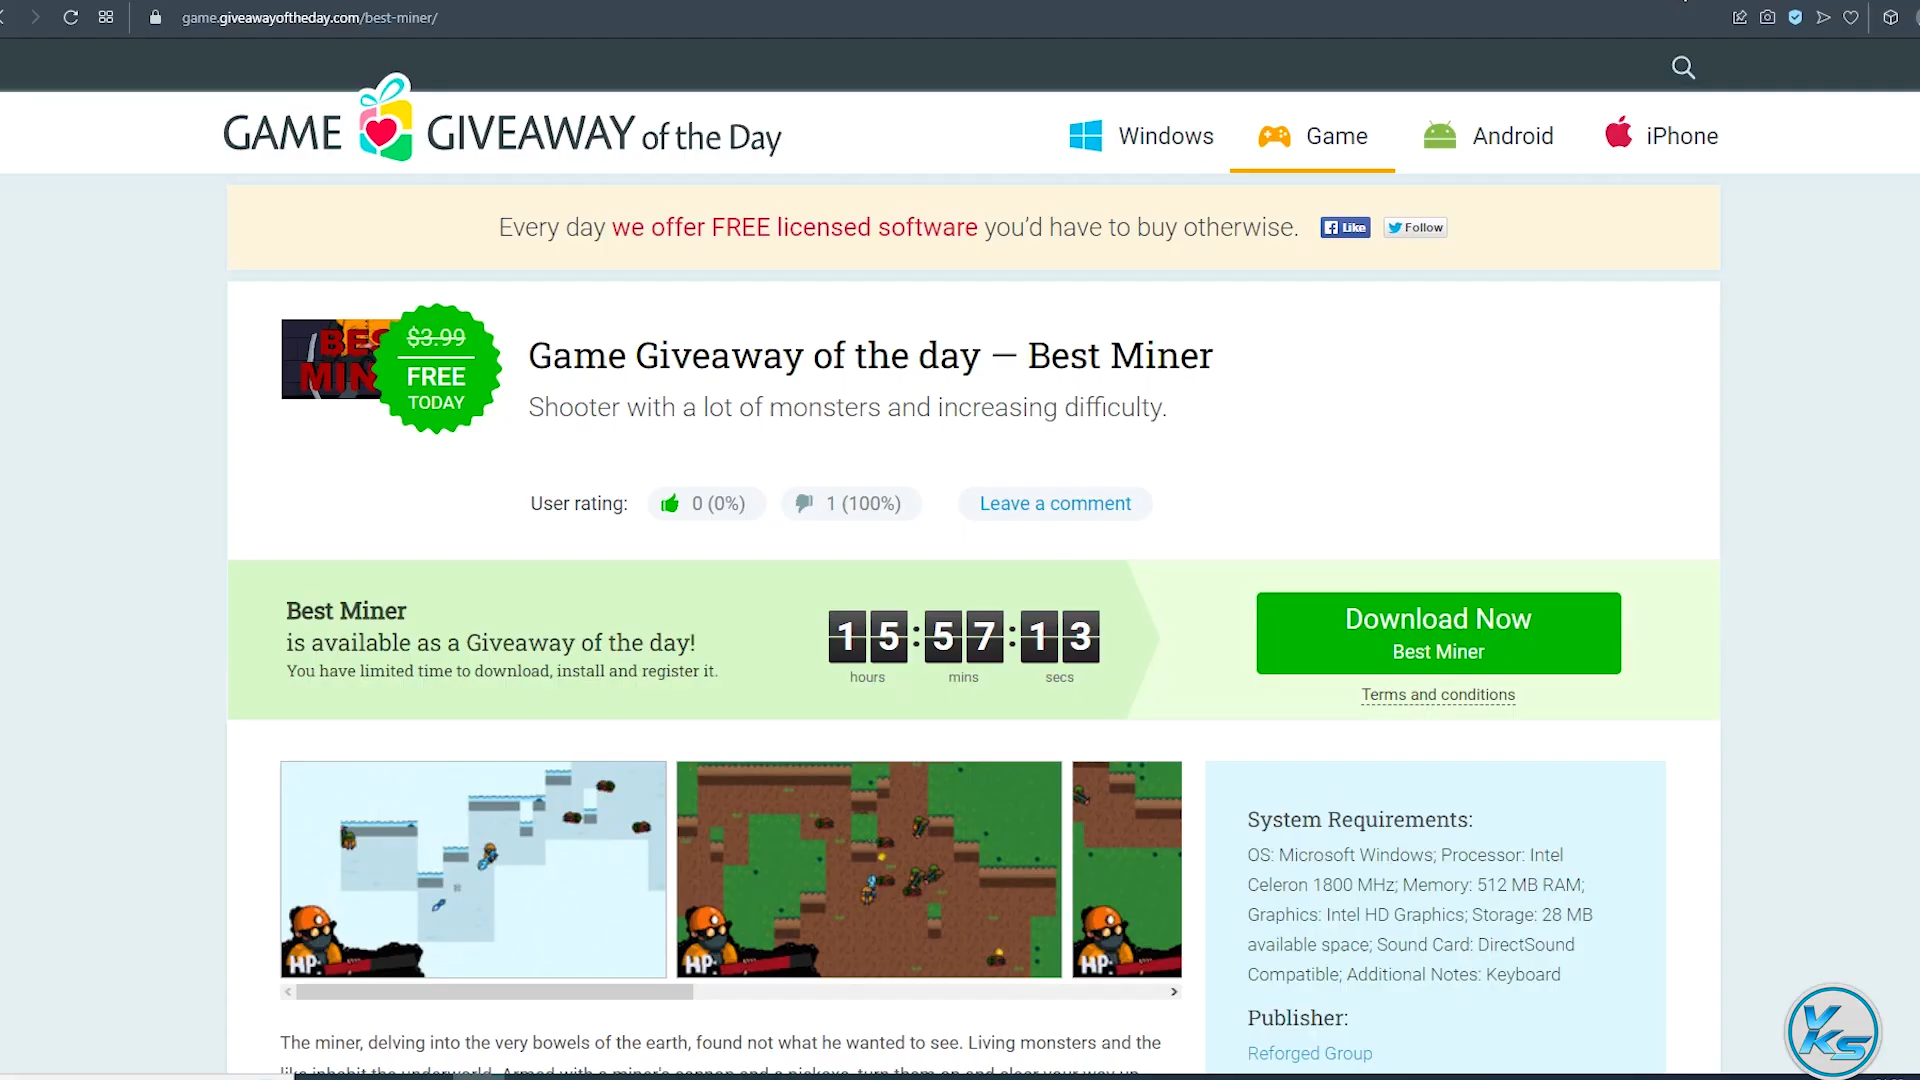 game.giveawayoftheday.com/best-miner/
GAME GIVEAWAY of the Day
Windows
Game
Android
iPhone
Every day we offer FREE licensed software you’d have to buy otherwise.
Like
Follow
$3.99
FREE
TODAY
Game Giveaway of the day — Best Miner
Shooter with a lot of monsters and increasing difficulty.
User rating: 0 (0%) 1 (100%) Leave a comment
Best Miner
is available as a Giveaway of the day!
You have limited time to download, install and register it.
15:57:13
hours mins secs
Download Now
Best Miner
Terms and conditions
HP:
HP:
HP:
System Requirements:
OS: Microsoft Windows; Processor: Intel
Celeron 1800 MHz; Memory: 512 MB RAM;
Graphics: Intel HD Graphics; Storage: 28 MB
available space; Sound Card: DirectSound
Compatible; Additional Notes: Keyboard
Publisher:
Reforged Group
The miner, delving into the very bowels of the earth, found not what he wanted to see. Living monsters and the
VKS